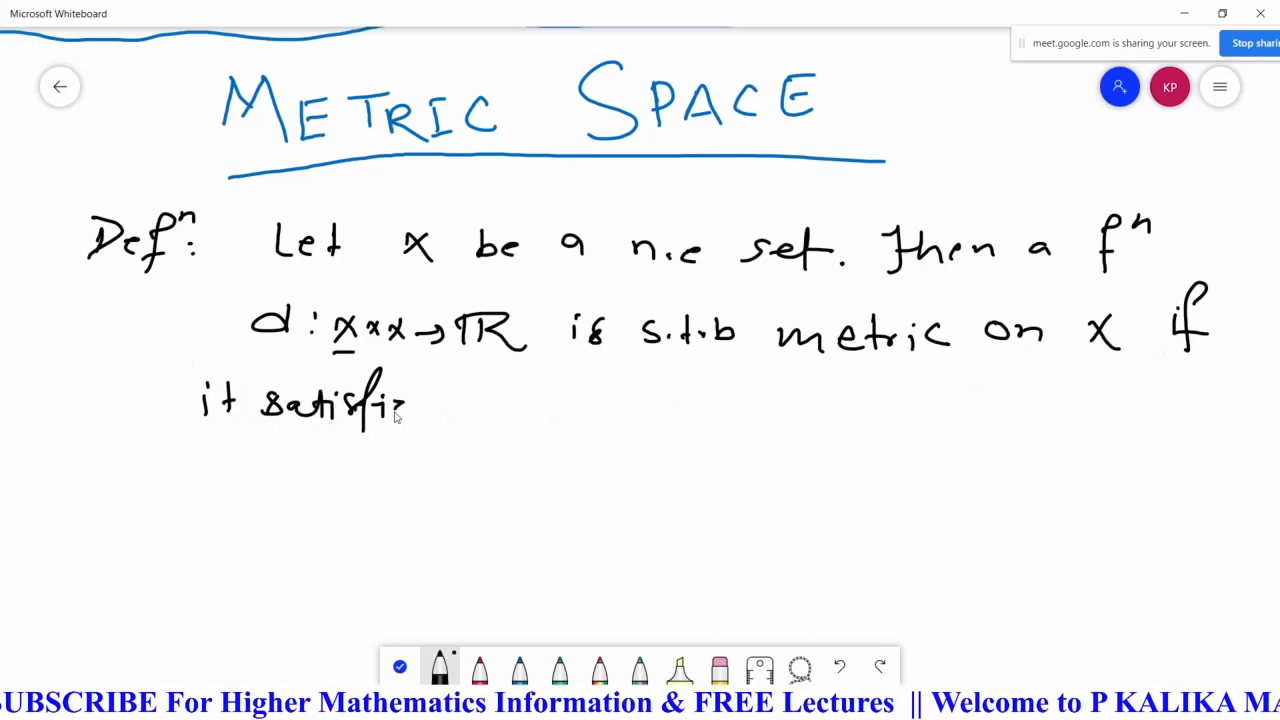 Microsoft Whiteboard
meet.google.com is sharing your screen.
Stop shari
KP
METRIC SPACE
Defⁿ: Let X be a n.e set. Then a fⁿ
d: X×X→ℝ is s.t.b metric on X if
it satisfi
SUBSCRIBE For Higher Mathematics Information & FREE Lectures || Welcome to P KALIKA MA